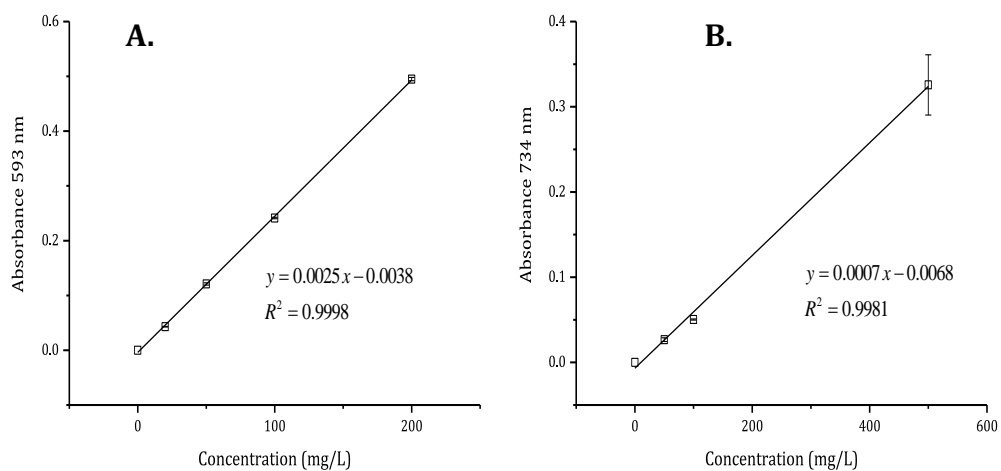 A.
0.6
0.4
0.2
0.0
Absorbance 593 nm
y = 0.0025x − 0.0038
R² = 0.9998
0
100
200
Concentration (mg/L)
B.
0.4
0.3
0.2
0.1
0.0
Absorbance 734 nm
y = 0.0007x − 0.0068
R² = 0.9981
0
200
400
600
Concentration (mg/L)